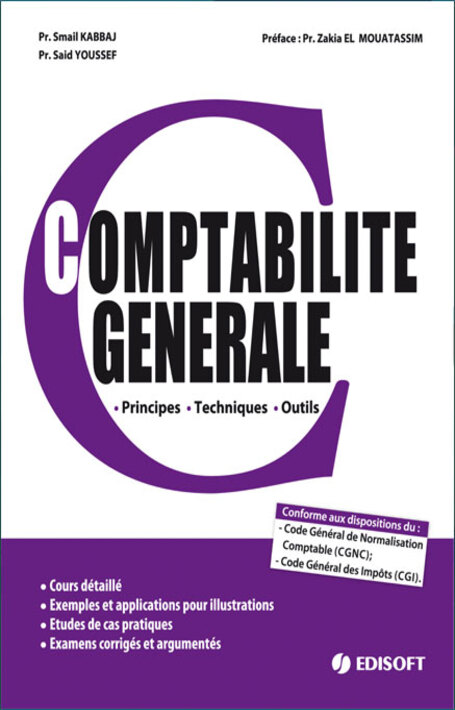 Pr. Smail KABBAJ
Pr. Said YOUSSEF
Préface : Pr. Zakia EL MOUATASSIM
COMPTABILITE
GENERALE
• Principes • Techniques • Outils
Conforme aux dispositions du :
- Code Général de Normalisation
Comptable (CGNC);
- Code Général des Impôts (CGI).
• Cours détaillé
• Exemples et applications pour illustrations
• Etudes de cas pratiques
• Examens corrigés et argumentés
EDISOFT